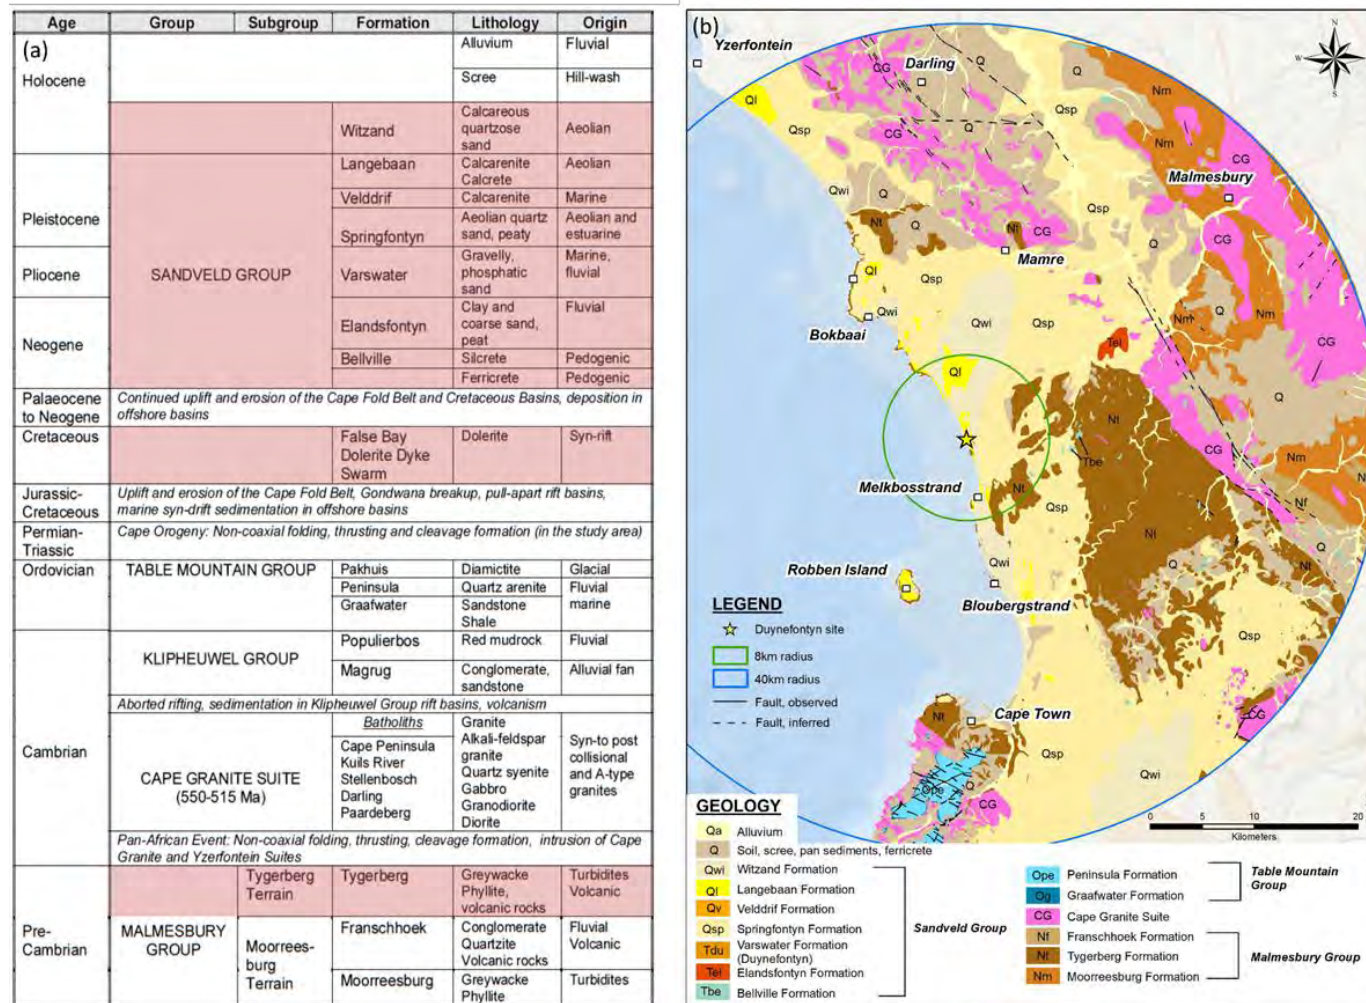 Age Group Subgroup Formation Lithology Origin
(a)
Holocene
Alluvium Fluvial
Scree Hill-wash
Witzand
Calcareous
quartzose
sand
Aeolian
SANDVELD GROUP
Pleistocene
Langebaan
Calcarenite
Calcrete
Aeolian
Velddrif Calcarenite Marine
Springfontyn
Aeolian quartz
sand, peaty
Aeolian and
estuarine
Pliocene
Varswater
Gravelly,
phosphatic
sand
Marine,
fluvial
Neogene
Elandsfontyn
Clay and
coarse sand,
peat
Fluvial
Bellville Silcrete Pedogenic
Ferricrete Pedogenic
Palaeocene
to Neogene
Continued uplift and erosion of the Cape Fold Belt and Cretaceous Basins, deposition in
offshore basins
Cretaceous
False Bay
Dolerite Dyke
Swarm
Dolerite Syn-rift
Jurassic-
Cretaceous
Uplift and erosion of the Cape Fold Belt, Gondwana breakup, pull-apart rift basins,
marine syn-drift sedimentation in offshore basins
Permian-
Triassic
Cape Orogeny: Non-coaxial folding, thrusting and cleavage formation (in the study area)
Ordovician
TABLE MOUNTAIN GROUP
Pakhuis Diamictite Glacial
Peninsula Quartz arenite Fluvial
marine
Graafwater Sandstone
Shale
Cambrian
KLIPHEUWEL GROUP
Populierbos Red mudrock Fluvial
Magrug Conglomerate,
sandstone
Alluvial fan
Aborted rifting, sedimentation in Klipheuwel Group rift basins, volcanism
CAPE GRANITE SUITE
(550-515 Ma)
Batholiths
Cape Peninsula
Kuils River
Stellenbosch
Darling
Paardeberg
Granite
Alkali-feldspar
granite
Quartz syenite
Gabbro
Granodiorite
Diorite
Syn-to post
collisional
and A-type
granites
Pan-African Event: Non-coaxial folding, thrusting, cleavage formation, intrusion of Cape
Granite and Yzerfontein Suites
Pre-
Cambrian
MALMESBURY
GROUP
Tygerberg
Terrain
Tygerberg
Greywacke
Phyllite,
volcanic rocks
Turbidites
Volcanic
Moorrees-
burg
Terrain
Franschhoek
Conglomerate
Quartzite
Volcanic rocks
Fluvial
Volcanic
Moorreesburg
Greywacke
Phyllite
Turbidites
(b)
Yzerfontein
Darling
Malmesbury
Mamre
Bokbaai
Melkbosstrand
Robben Island
Bloubergstrand
Cape Town
N
E
S
W
Ql
Qsp
CG
Q
Nm
Qwi
Nt
Tel
Tbe
Nf
Ope
LEGEND
Duynefontyn site
8km radius
40km radius
Fault, observed
Fault, inferred
GEOLOGY
Qa Alluvium
Q Soil, scree, pan sediments, ferricrete
Qwi Witzand Formation
Ql Langebaan Formation
Qv Velddrif Formation
Qsp Springfontyn Formation
Tdu Varswater Formation
(Duynefontyn)
Tel Elandsfontyn Formation
Tbe Bellville Formation
Sandveld Group
Ope Peninsula Formation
Og Graafwater Formation
Table Mountain
Group
CG Cape Granite Suite
Nf Franschhoek Formation
Nt Tygerberg Formation
Nm Moorreesburg Formation
Malmesbury Group
0 5 10 20
Kilometers